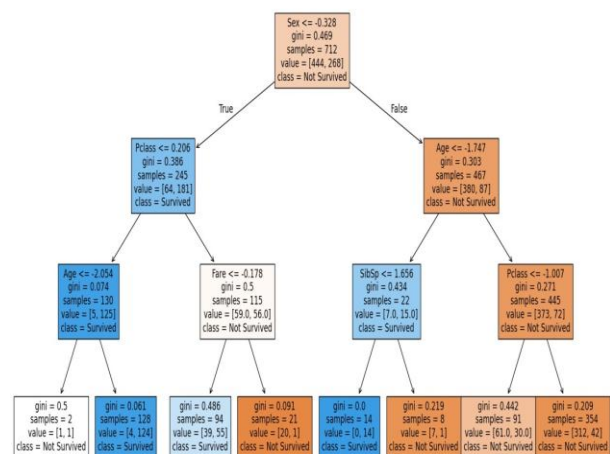 Sex <= -0.328
gini = 0.469
samples = 712
value = [444, 268]
class = Not Survived
True
False
Pclass <= 0.206
gini = 0.386
samples = 245
value = [64, 181]
class = Survived
Age <= -1.747
gini = 0.303
samples = 467
value = [380, 87]
class = Not Survived
Age <= -2.054
gini = 0.074
samples = 130
value = [5, 125]
class = Survived
Fare <= -0.178
gini = 0.5
samples = 115
value = [59.0, 56.0]
class = Not Survived
SibSp <= 1.656
gini = 0.434
samples = 22
value = [7.0, 15.0]
class = Survived
Pclass <= -1.007
gini = 0.271
samples = 445
value = [373, 72]
class = Not Survived
gini = 0.5
samples = 2
value = [1, 1]
class = Not Survived
gini = 0.061
samples = 128
value = [4, 124]
class = Survived
gini = 0.486
samples = 94
value = [39, 55]
class = Survived
gini = 0.091
samples = 21
value = [20, 1]
class = Not Survived
gini = 0.0
samples = 14
value = [0, 14]
class = Survived
gini = 0.219
samples = 8
value = [7, 1]
class = Not Survived
gini = 0.442
samples = 91
value = [61.0, 30.0]
class = Not Survived
gini = 0.209
samples = 354
value = [312, 42]
class = Not Survived